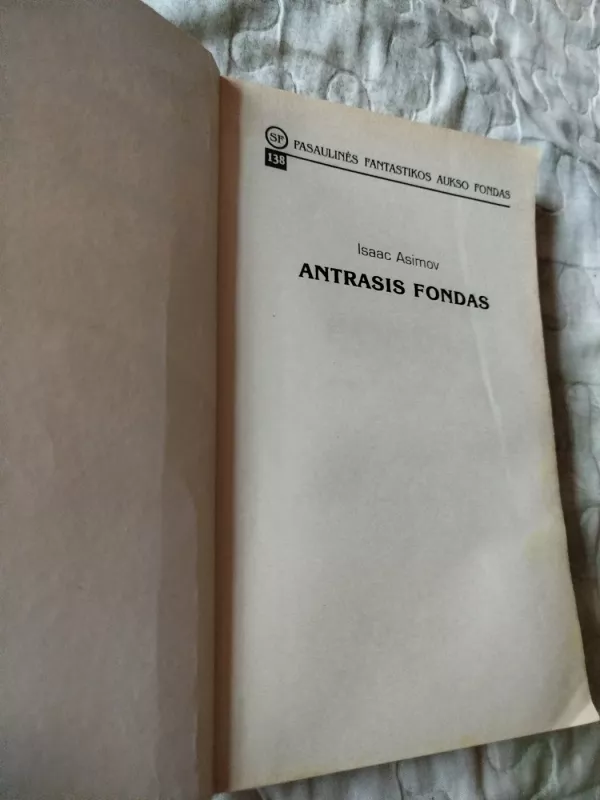 SF PASAULINĖS FANTASTIKOS AUKSO FONDAS
138
Isaac Asimov
ANTRASIS FONDAS